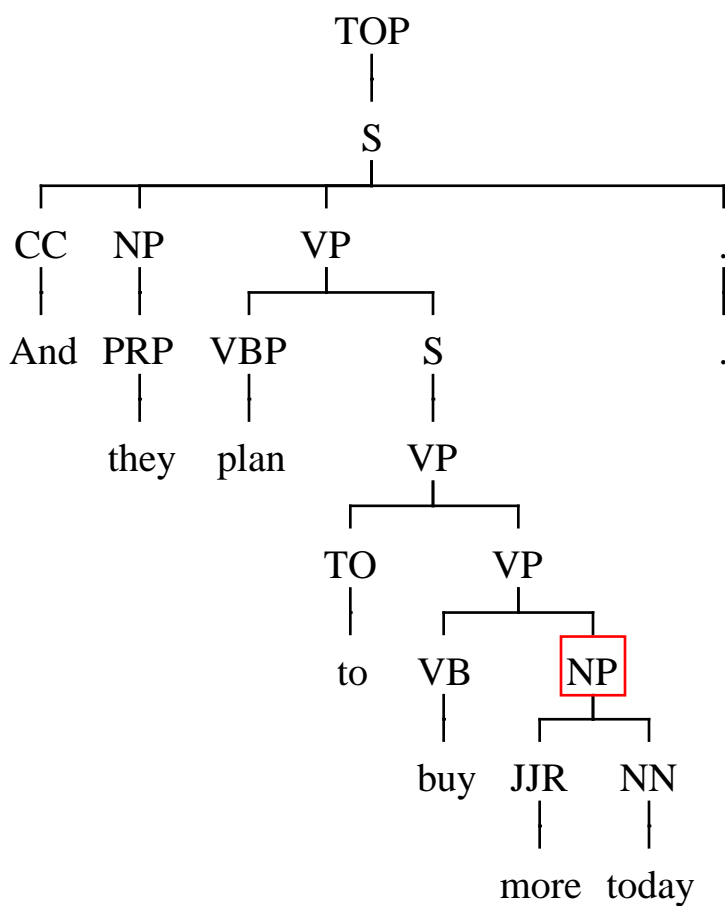 TOP
S
CC NP VP .
And PRP VBP S .
they plan VP
TO VP
to VB NP
buy JJR NN
more today